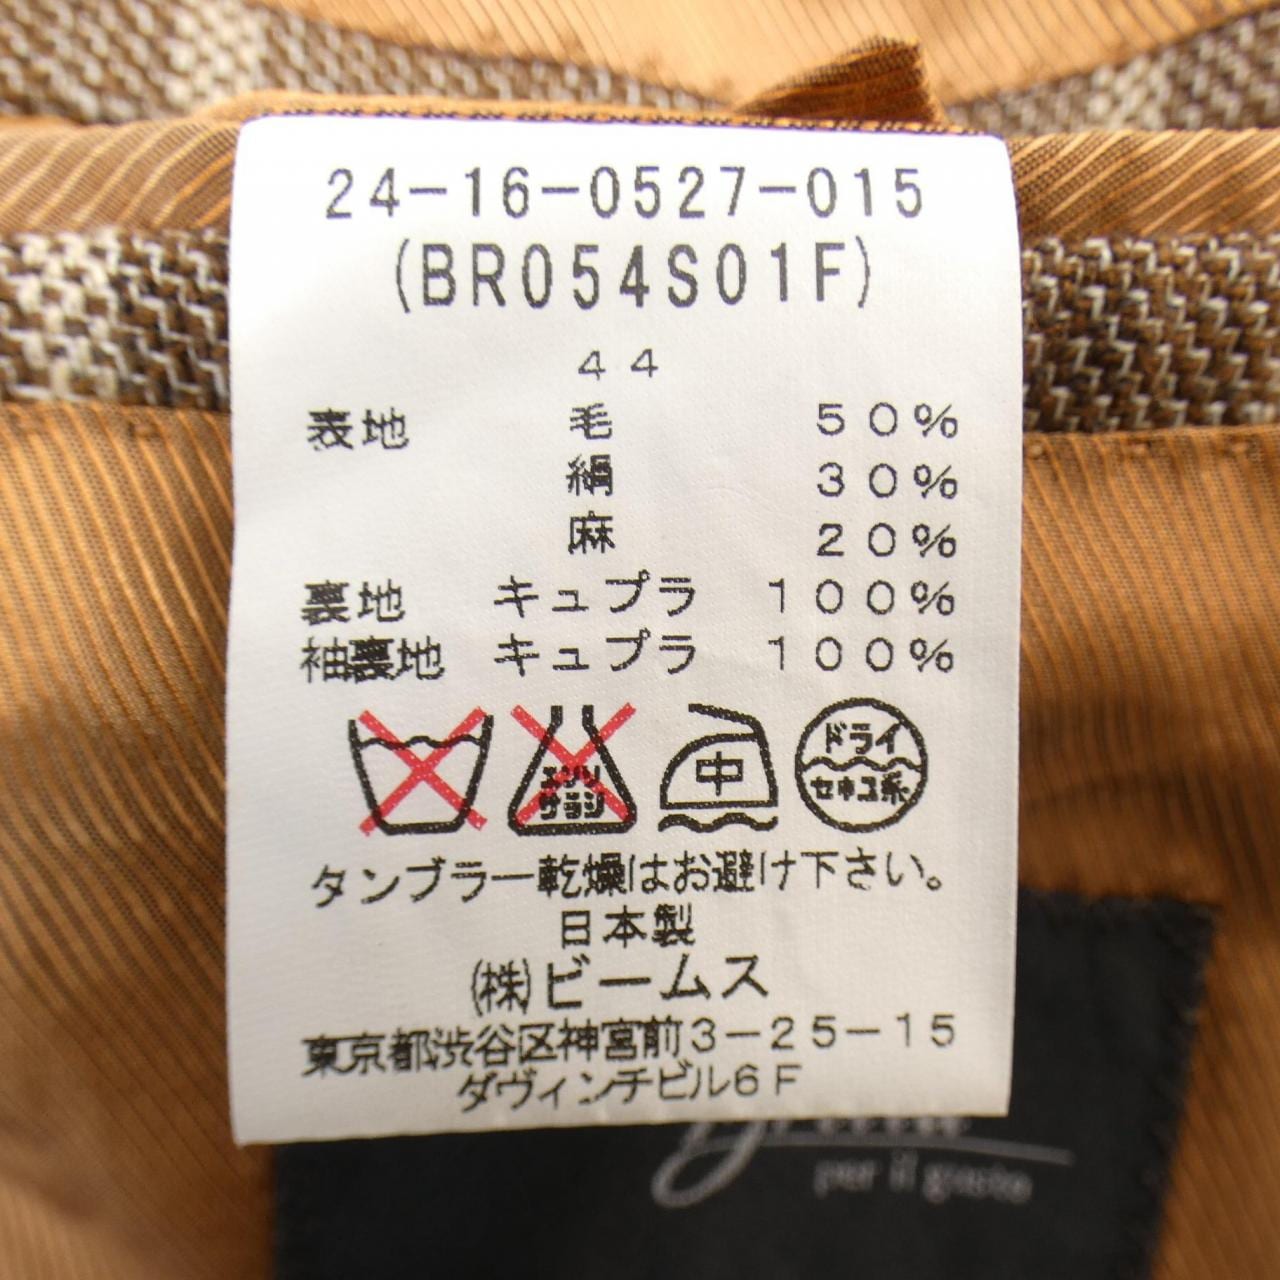 24-16-0527-015
(BR054S01F)
44
表地 毛 50%
絹 30%
麻 20%
裏地 キュプラ 100%
袖裏地 キュプラ 100%
エンソ サラシ 中 ドライ セキユ系
タンブラー乾燥はお避け下さい。
日本製
(株)ビームス
東京都渋谷区神宮前3-25-15
ダヴィンチビル6F
per il gusto